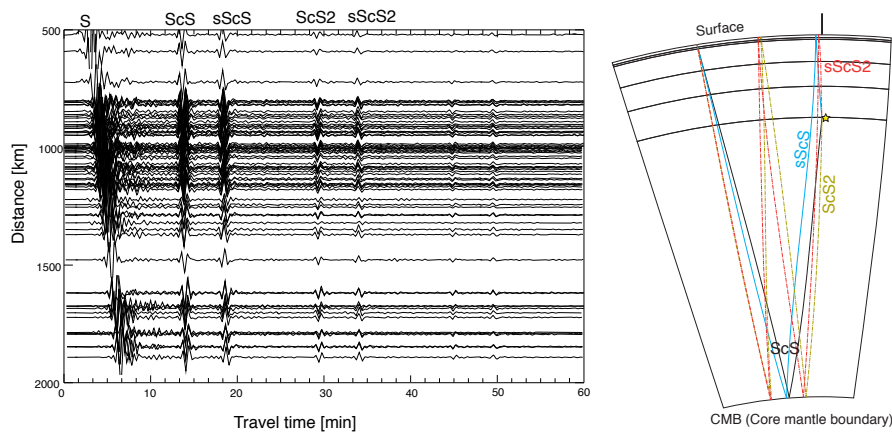 S ScS sScS ScS2 sScS2
500
1000
1500
2000
Distance [km]
0 10 20 30 40 50 60
Travel time [min]
Surface
sScS2
sScS
ScS2
ScS
CMB (Core mantle boundary)